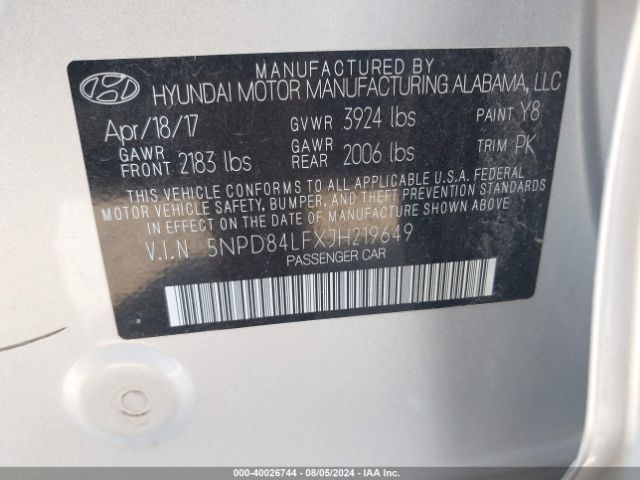 MANUFACTURED BY
HYUNDAI MOTOR MANUFACTURING ALABAMA, LLC
Apr/18/17 GVWR 3924 lbs PAINT Y8
GAWR FRONT 2183 lbs GAWR REAR 2006 lbs TRIM PK
THIS VEHICLE CONFORMS TO ALL APPLICABLE U.S.A. FEDERAL
MOTOR VEHICLE SAFETY, BUMPER, AND THEFT PREVENTION STANDARDS
IN EFFECT ON THE DATE OF MANUFACTURE SHOWN ABOVE
V.I.N 5NPD84LFXJH219649
PASSENGER CAR
000-40026744 - 08/05/2024 - IAA Inc.